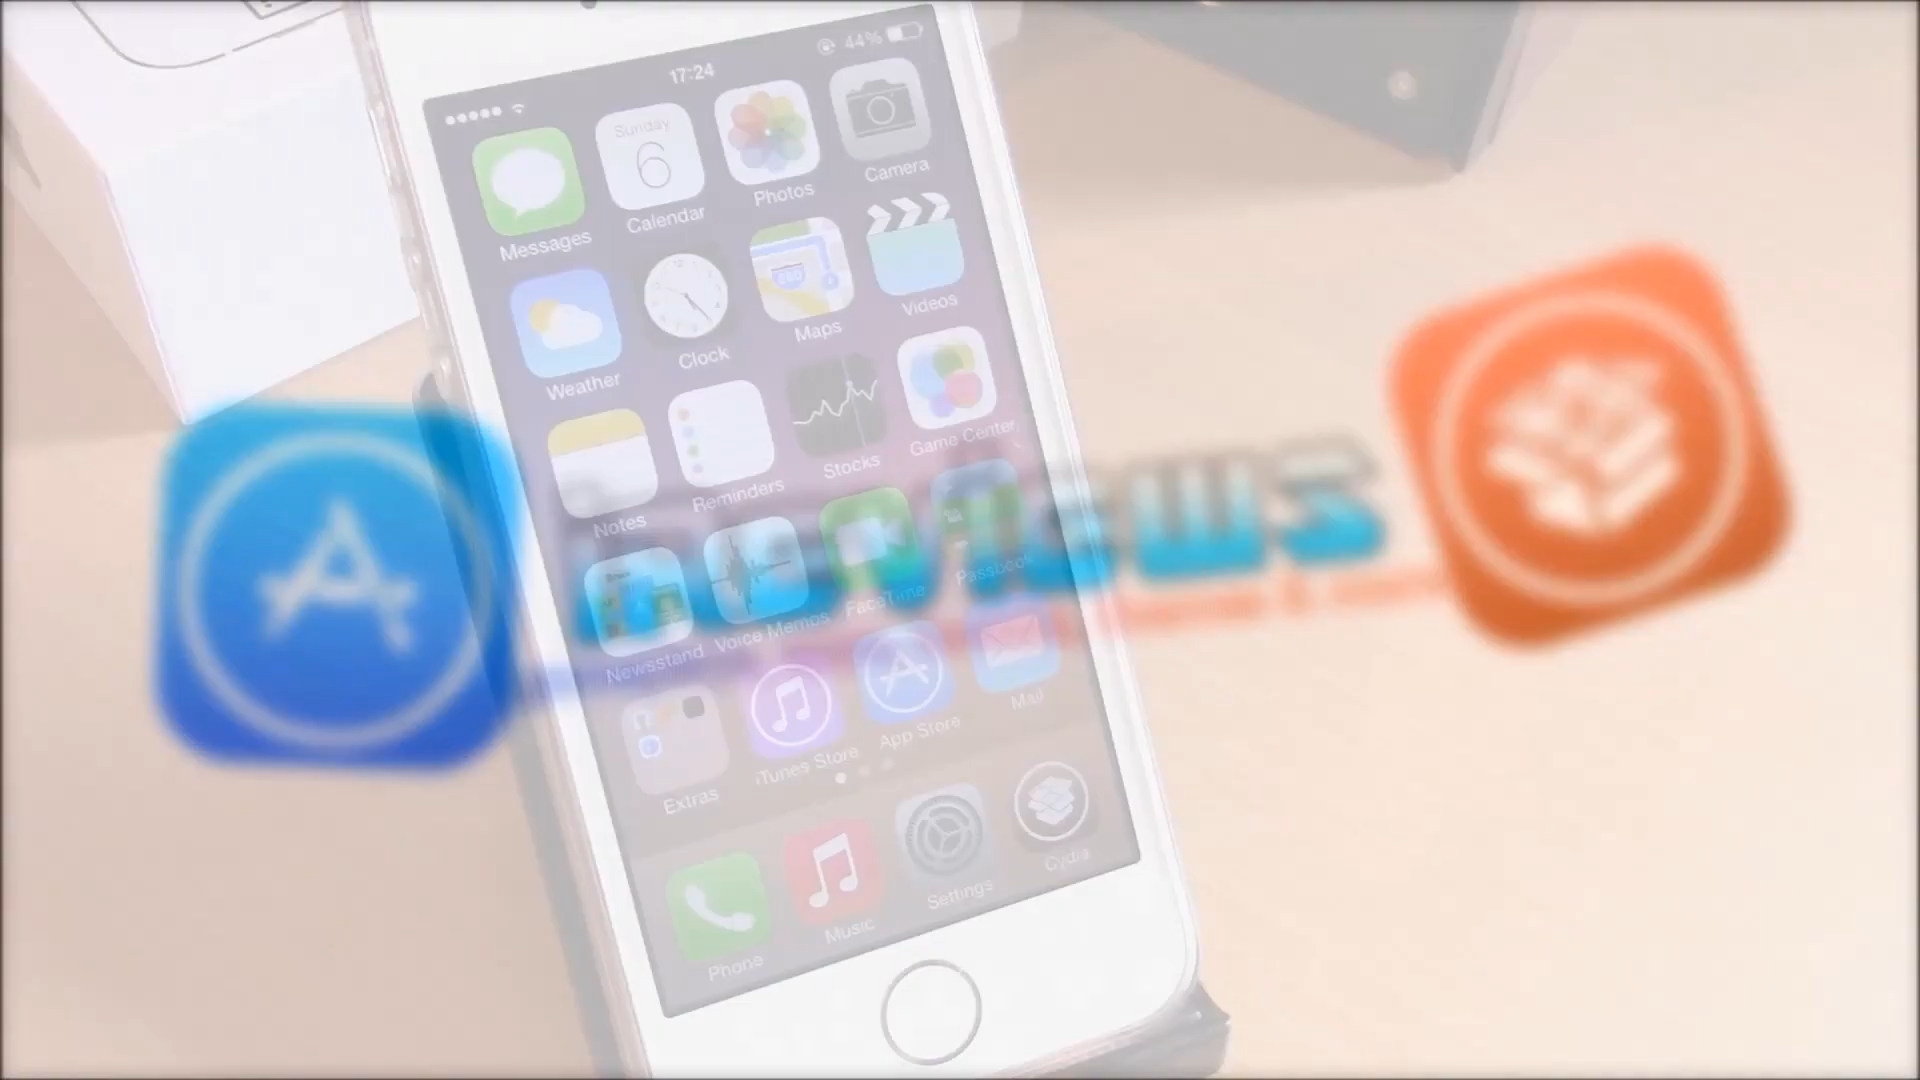 17:24
44%
Messages
Sunday
6
Calendar
Photos
Camera
Weather
Clock
280
Maps
Videos
Notes
Reminders
Stocks
Game Center
Newsstand
Voice Memos
FaceTime
Passbook
Extras
iTunes Store
App Store
Mail
Phone
Music
Settings
Cydia